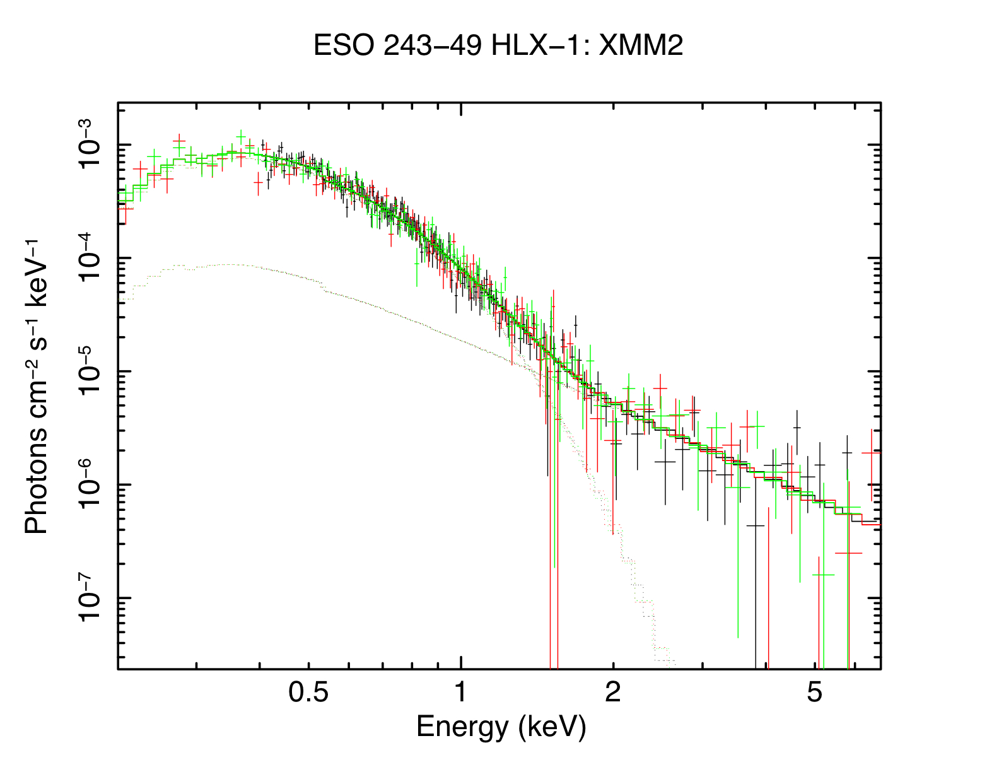 ESO 243−49 HLX−1: XMM2
Photons cm⁻² s⁻¹ keV⁻¹
10⁻³
10⁻⁴
10⁻⁵
10⁻⁶
10⁻⁷
0.5 1 2 5
Energy (keV)